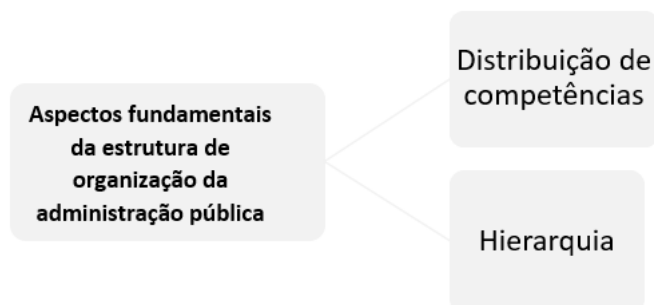 Aspectos fundamentais
da estrutura de
organização da
administração pública
Distribuição de
competências
Hierarquia